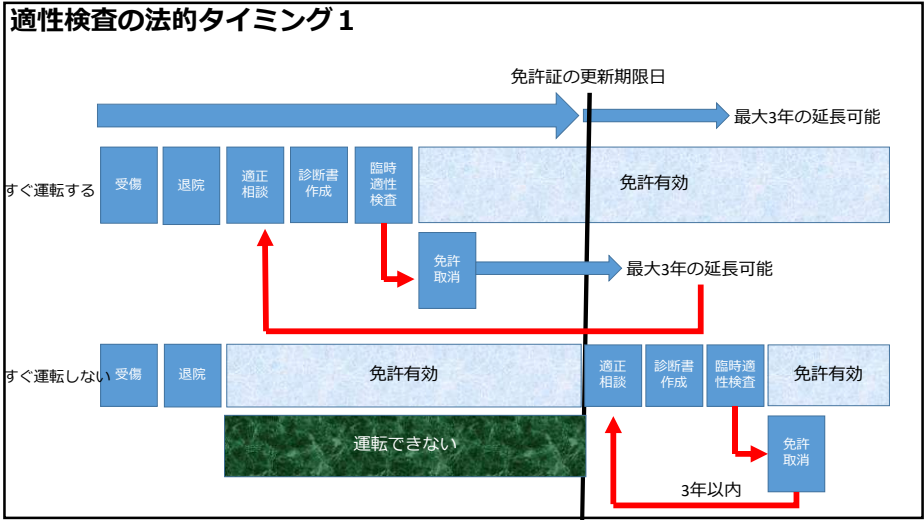 適性検査の法的タイミング１
免許証の更新期限日
最大3年の延長可能
すぐ運転する
受傷
退院
適正
相談
診断書
作成
臨時
適性
検査
免許有効
免許
取消
最大3年の延長可能
すぐ運転しない
受傷
退院
免許有効
適正
相談
診断書
作成
臨時適
性検査
免許有効
運転できない
免許
取消
3年以内